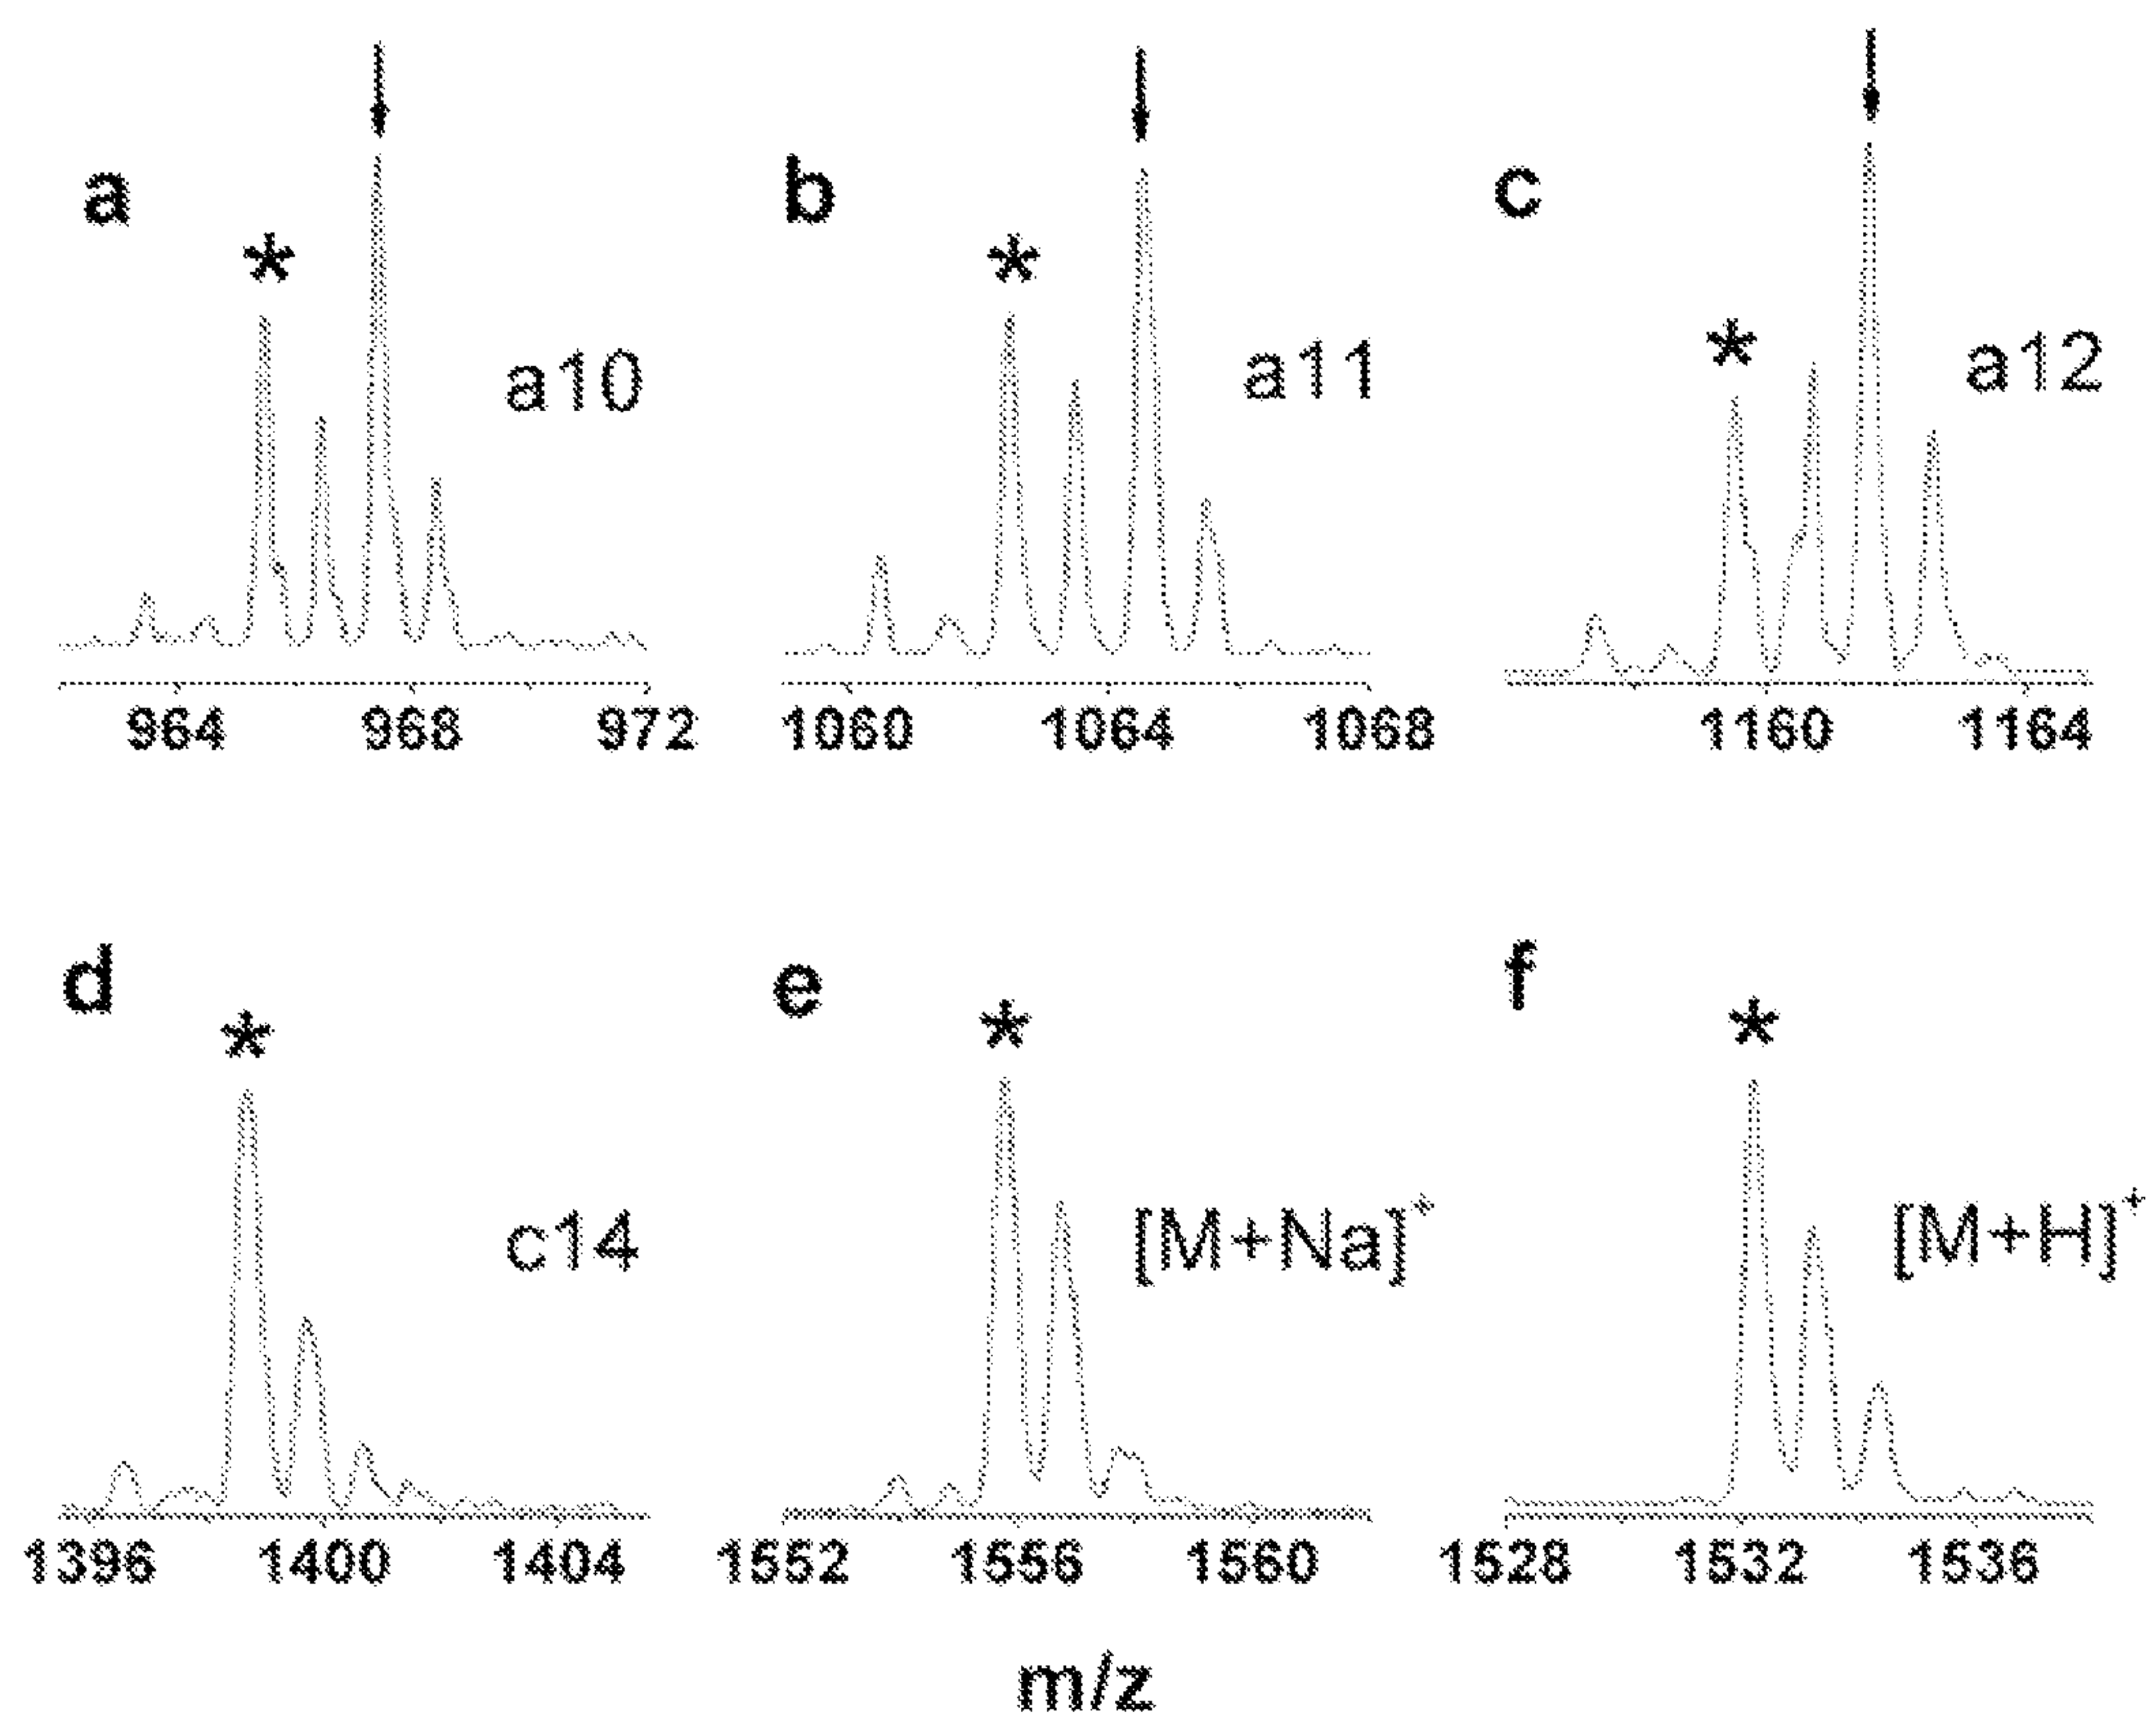 a
*
a10
964 968 972
b
*
a11
1060 1064 1068
c
*
a12
1160 1164
d
*
c14
1396 1400 1404
e
*
[M+Na]+
1552 1556 1560
f
*
[M+H]+
1528 1532 1536
m/z